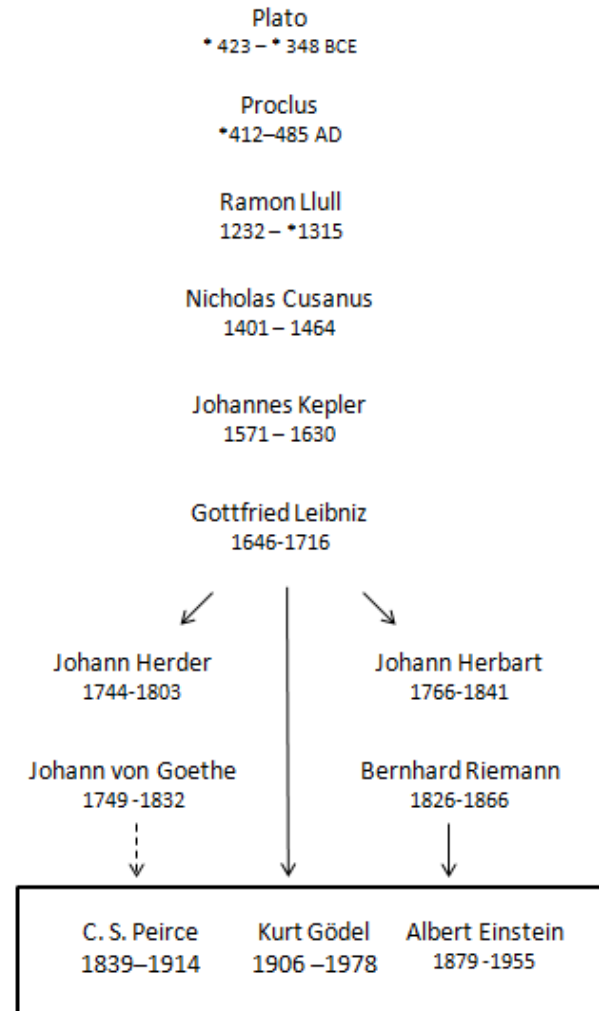 Plato
* 423 – * 348 BCE
Proclus
*412–485 AD
Ramon Llull
1232 – *1315
Nicholas Cusanus
1401 – 1464
Johannes Kepler
1571 – 1630
Gottfried Leibniz
1646-1716
Johann Herder
1744-1803
Johann Herbart
1766-1841
Johann von Goethe
1749 -1832
Bernhard Riemann
1826-1866
C. S. Peirce
1839–1914
Kurt Gödel
1906 –1978
Albert Einstein
1879 -1955